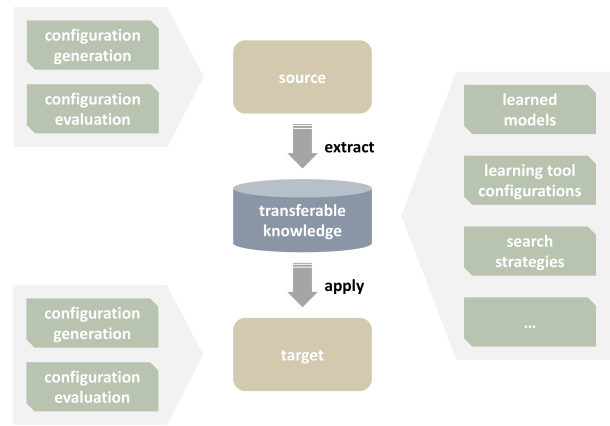 configuration
generation
configuration
evaluation
source
extract
transferable
knowledge
apply
learned
models
learning tool
configurations
search
strategies
...
configuration
generation
configuration
evaluation
target